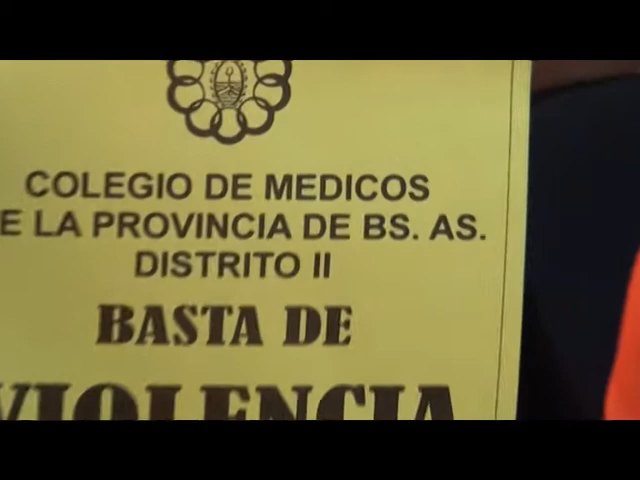 COLEGIO DE MEDICOS
E LA PROVINCIA DE BS. AS.
DISTRITO II
BASTA DE
VIOLENCIA